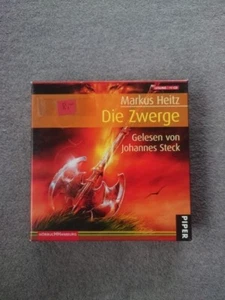 Markus Heitz
Die Zwerge
Gelesen von
Johannes Steck
PIPER